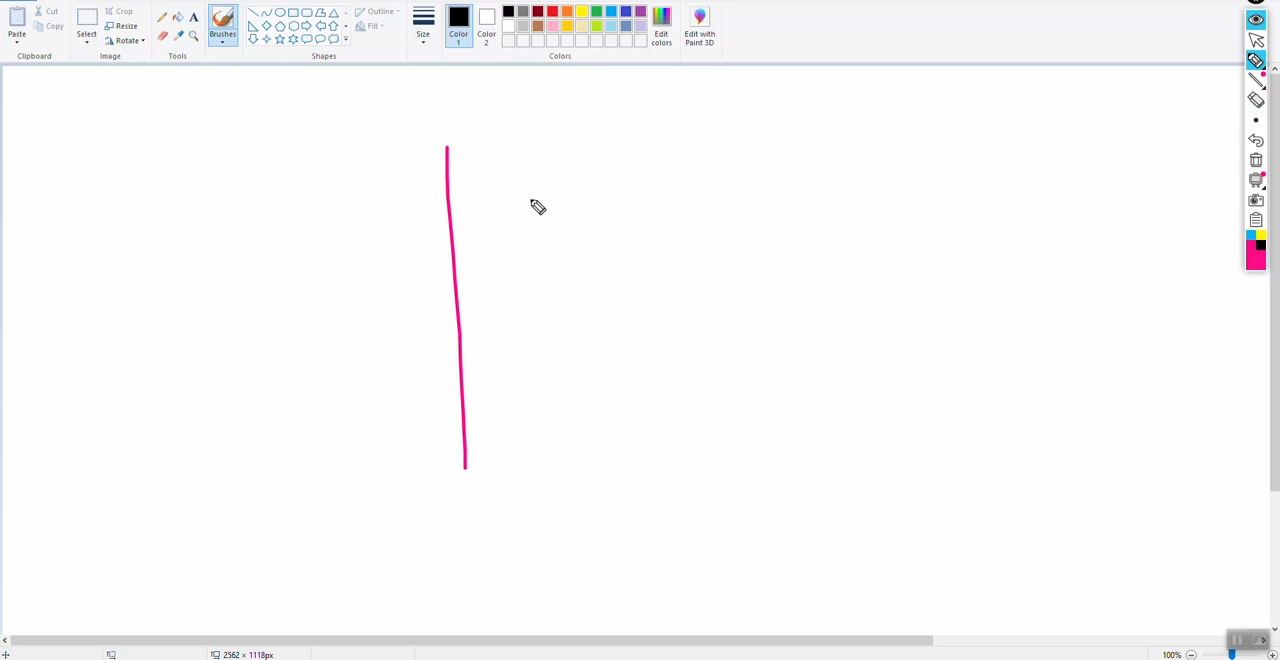 Paste
Cut
Copy
Clipboard
Select
Crop
Resize
Rotate
Image
A
Tools
Brushes
Shapes
Outline
Fill
Size
Color
1
Color
2
Edit
colors
Colors
Edit with
Paint 3D
2562 × 1118px
100%